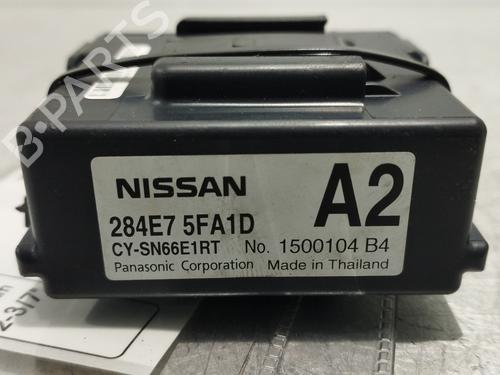 B-PARTS
NISSAN
A2
284E7 5FA1D
CY-SN66E1RT No. 1500104 B4
Panasonic Corporation Made in Thailand